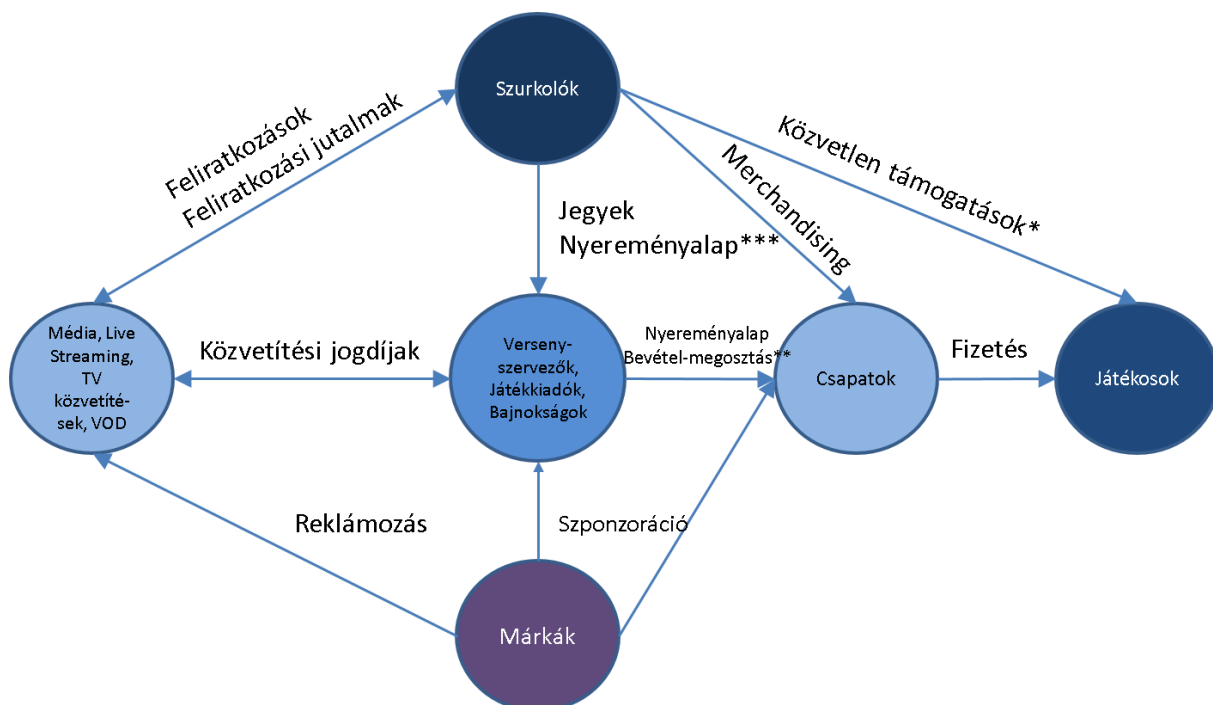 Szurkolók
Feliratkozások
Feliratkozási jutalmak
Közvetlen támogatások*
Merchandising
Jegyek
Nyereményalap***
Média, Live
Streaming,
TV
közvetíté-
sek, VOD
Közvetítési jogdíjak
Verseny-
szervezők,
Játékkiadók,
Bajnokságok
Nyereményalap
Bevétel-megosztás**
Csapatok
Fizetés
Játékosok
Reklámozás
Szponzoráció
Márkák